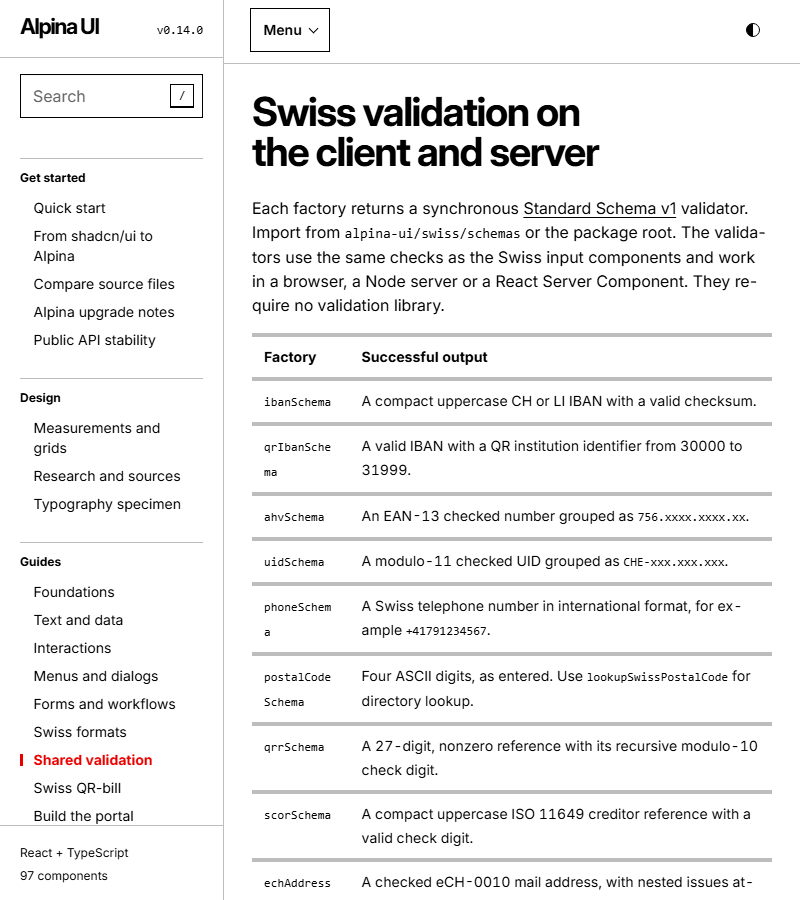 Alpina UI
v0.14.0
Search
/
Get started
Quick start
From shadcn/ui to
Alpina
Compare source files
Alpina upgrade notes
Public API stability
Design
Measurements and
grids
Research and sources
Typography specimen
Guides
Foundations
Text and data
Interactions
Menus and dialogs
Forms and workflows
Swiss formats
Shared validation
Swiss QR-bill
Build the portal
React + TypeScript
97 components
Menu
Swiss validation on
the client and server
Each factory returns a synchronous Standard Schema v1 validator.
Import from alpina-ui/swiss/schemas or the package root. The valida-
tors use the same checks as the Swiss input components and work
in a browser, a Node server or a React Server Component. They re-
quire no validation library.
Factory Successful output
ibanSchema A compact uppercase CH or LI IBAN with a valid checksum.
qrIbanSche A valid IBAN with a QR institution identifier from 30000 to
ma 31999.
ahvSchema An EAN-13 checked number grouped as 756.xxxx.xxxx.xx.
uidSchema A modulo-11 checked UID grouped as CHE-xxx.xxx.xxx.
phoneSchem A Swiss telephone number in international format, for ex-
a ample +41791234567.
postalCode Four ASCII digits, as entered. Use lookupSwissPostalCode for
Schema directory lookup.
qrrSchema A 27-digit, nonzero reference with its recursive modulo-10
check digit.
scorSchema A compact uppercase ISO 11649 creditor reference with a
valid check digit.
echAddress A checked eCH-0010 mail address, with nested issues at-